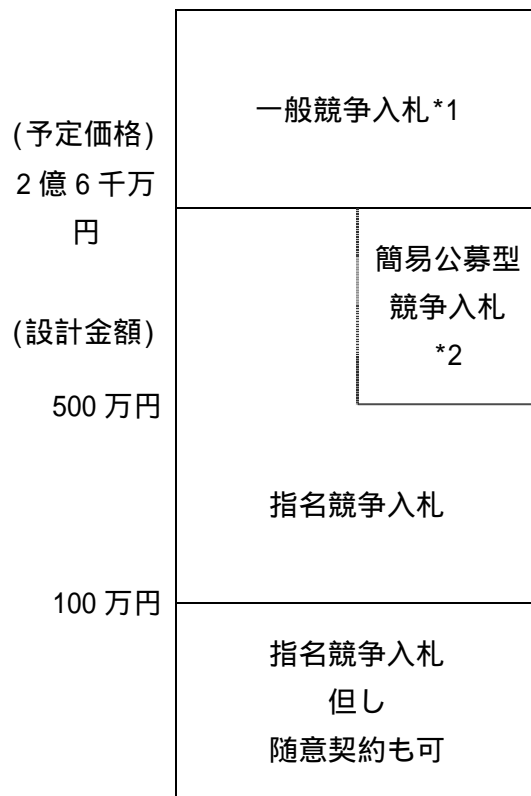 一般競争入札*1
(予定価格)
2億6千万
円
簡易公募型
競争入札
*2
(設計金額)
500万円
指名競争入札
100万円
指名競争入札
但し
随意契約も可